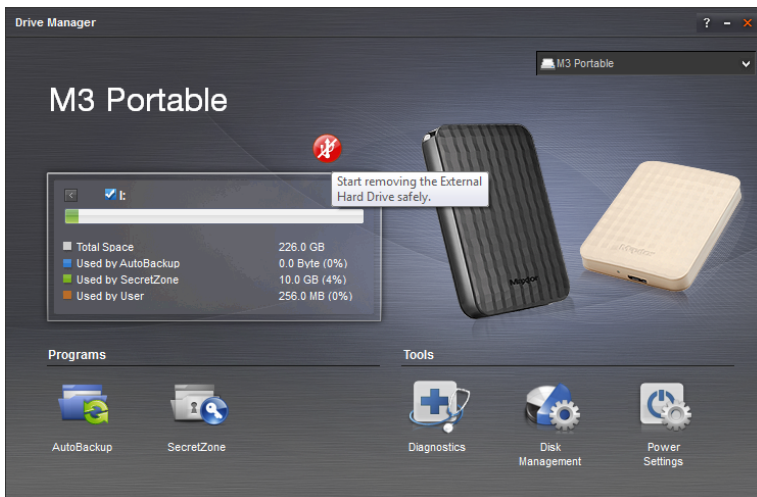 Drive Manager
? – ×
M3 Portable
M3 Portable
Start removing the External
Hard Drive safely.
< I:
Total Space 226.0 GB
Used by AutoBackup 0.0 Byte (0%)
Used by SecretZone 10.0 GB (4%)
Used by User 256.0 MB (0%)
Maxtor
Maxtor
Programs
Tools
AutoBackup
SecretZone
Diagnostics
Disk
Management
Power
Settings